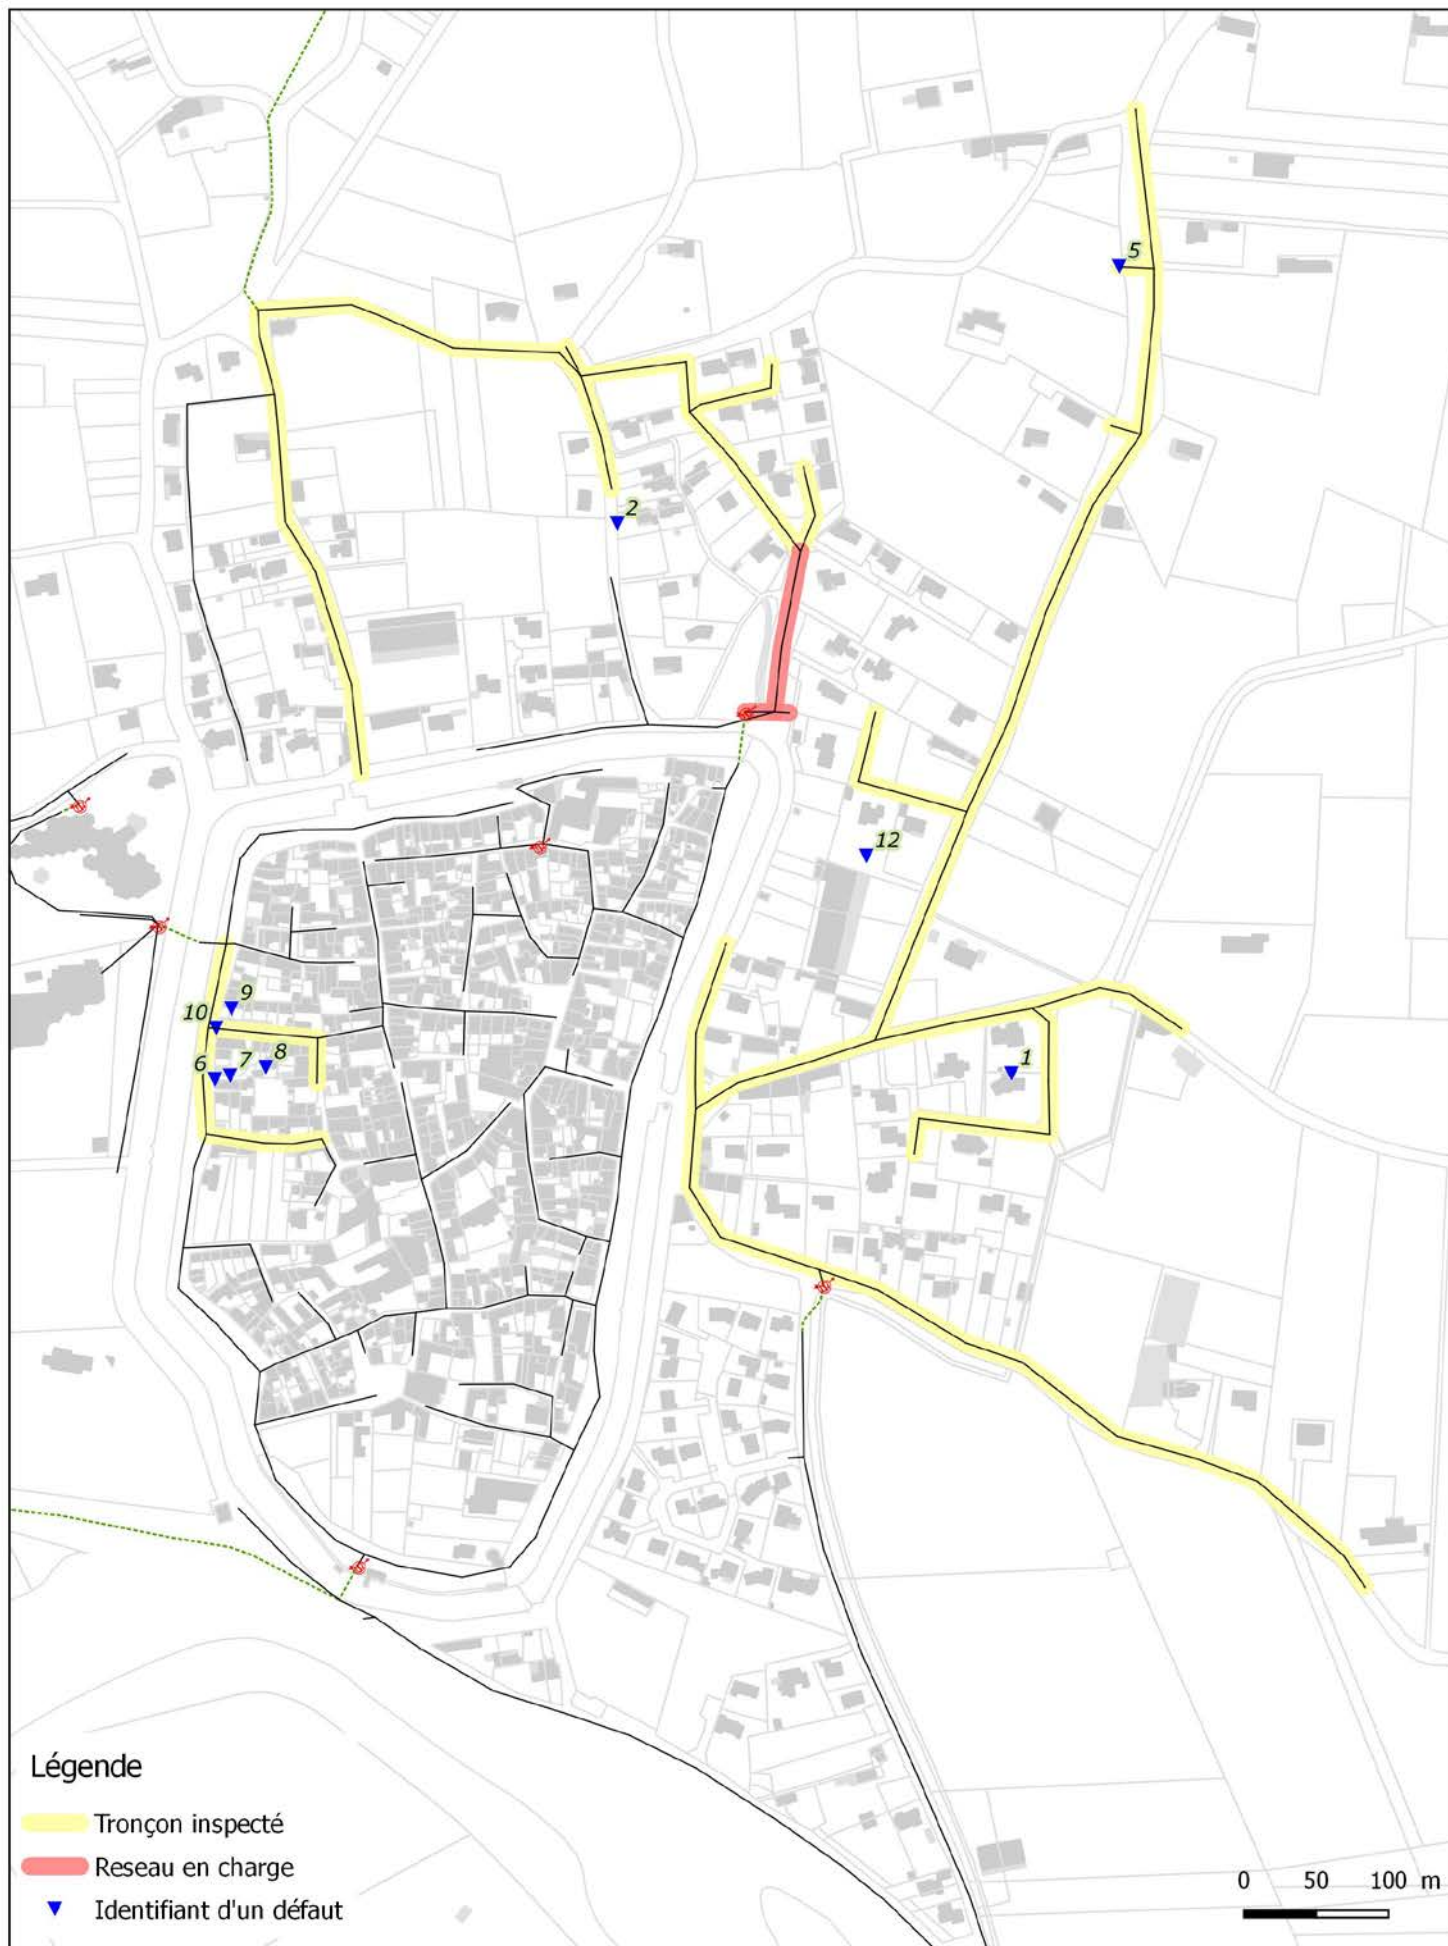 5
2
12
9
10
8
7
6
1
Légende
Tronçon inspecté
Reseau en charge
Identifiant d'un défaut
0 50 100 m